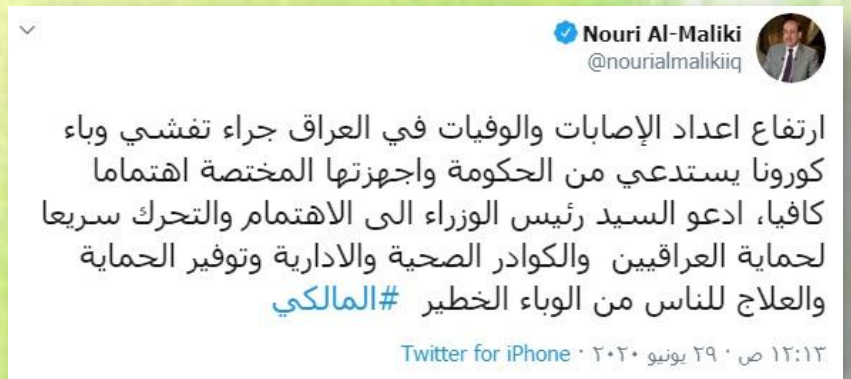 Nouri Al-Maliki
@nourialmalikiiq
ارتفاع اعداد الإصابات والوفيات في العراق جراء تفشي وباء
كورونا يستدعي من الحكومة واجهزتها المختصة اهتماما
كافيا، ادعو السيد رئيس الوزراء الى الاهتمام والتحرك سريعا
لحماية العراقيين والكوادر الصحية والادارية وتوفير الحماية
والعلاج للناس من الوباء الخطير #المالكي
١٢:١٣ ص · ٢٩ يونيو ٢٠٢٠ · Twitter for iPhone